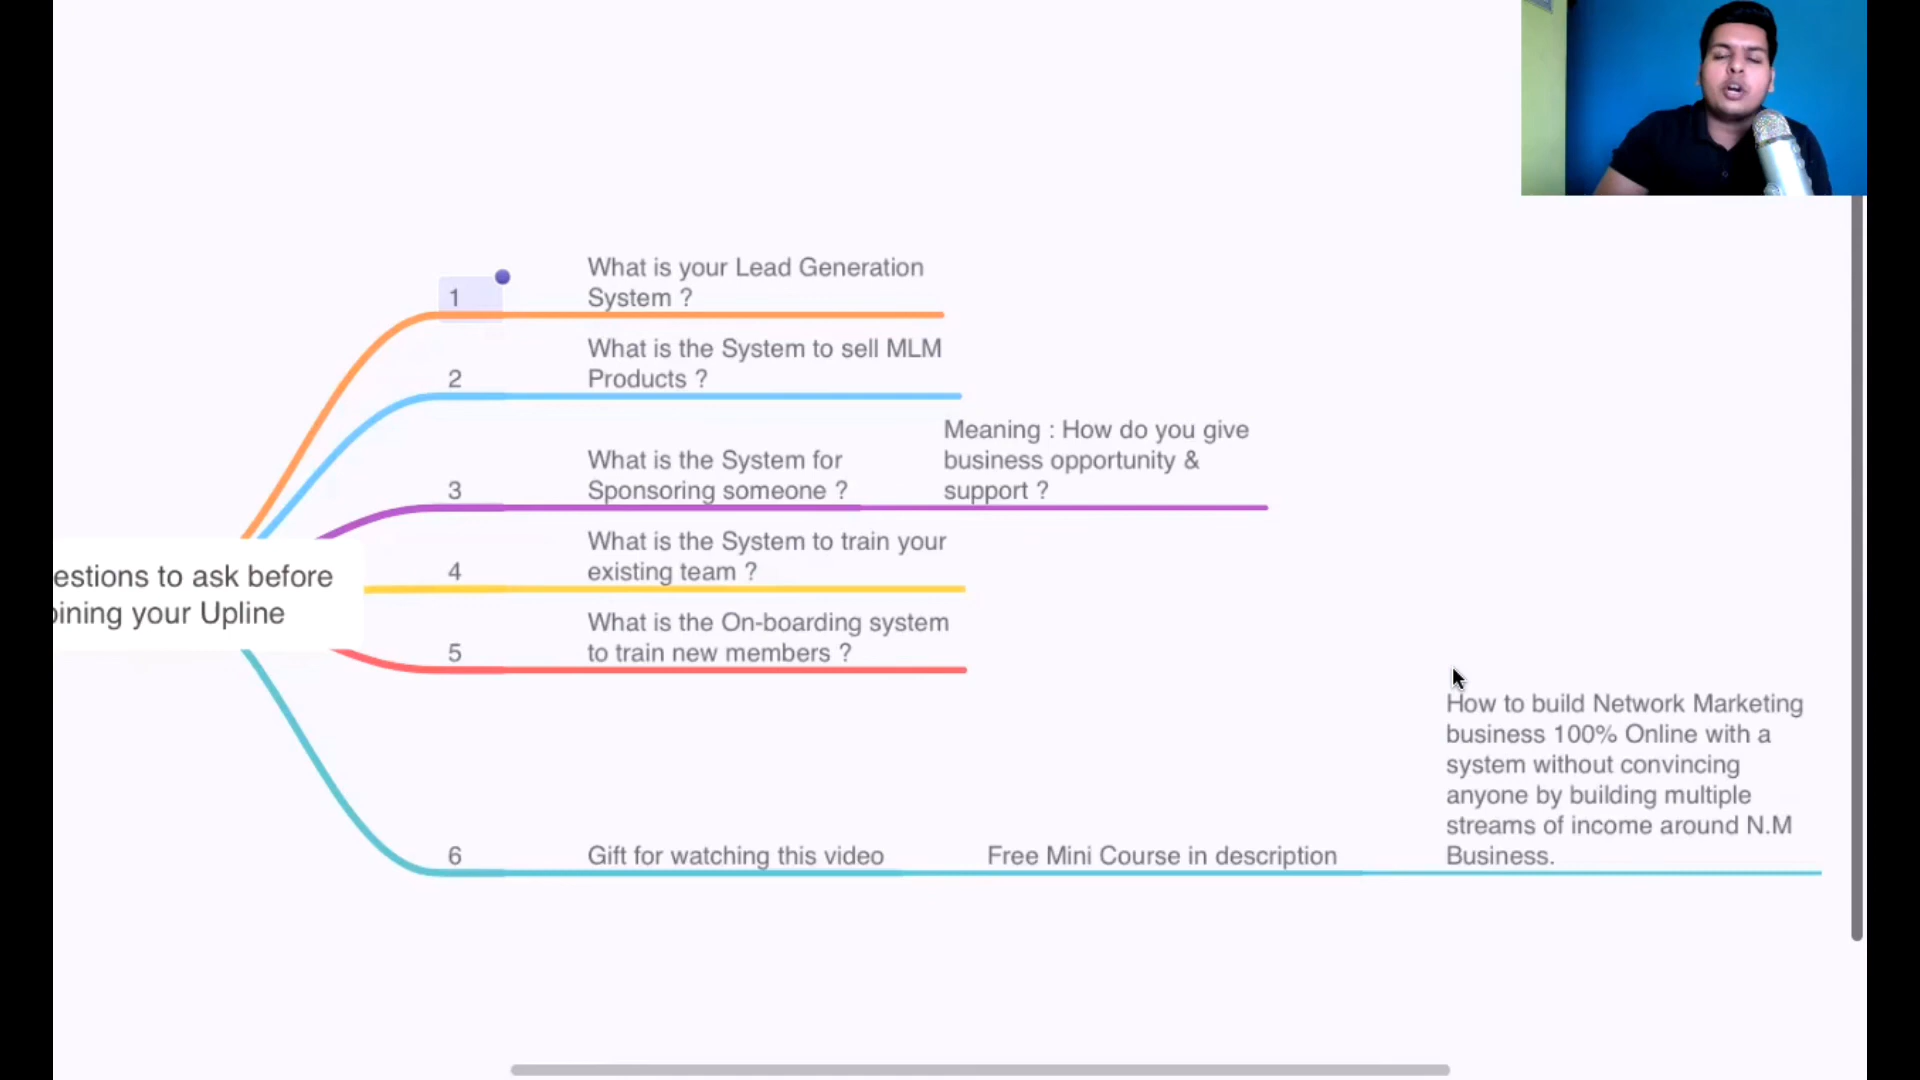 1
What is your Lead Generation
System ?
2
What is the System to sell MLM
Products ?
3
What is the System for
Sponsoring someone ?
Meaning : How do you give
business opportunity &
support ?
4
What is the System to train your
existing team ?
5
What is the On-boarding system
to train new members ?
estions to ask before
ining your Upline
6
Gift for watching this video
Free Mini Course in description
How to build Network Marketing
business 100% Online with a
system without convincing
anyone by building multiple
streams of income around N.M
Business.